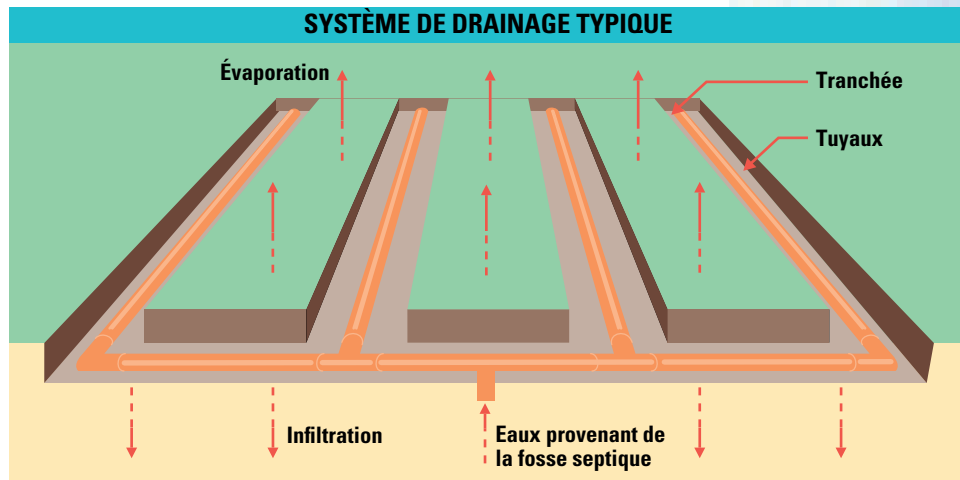 SYSTÈME DE DRAINAGE TYPIQUE
Évaporation
Tranchée
Tuyaux
Infiltration
Eaux provenant de
la fosse septique